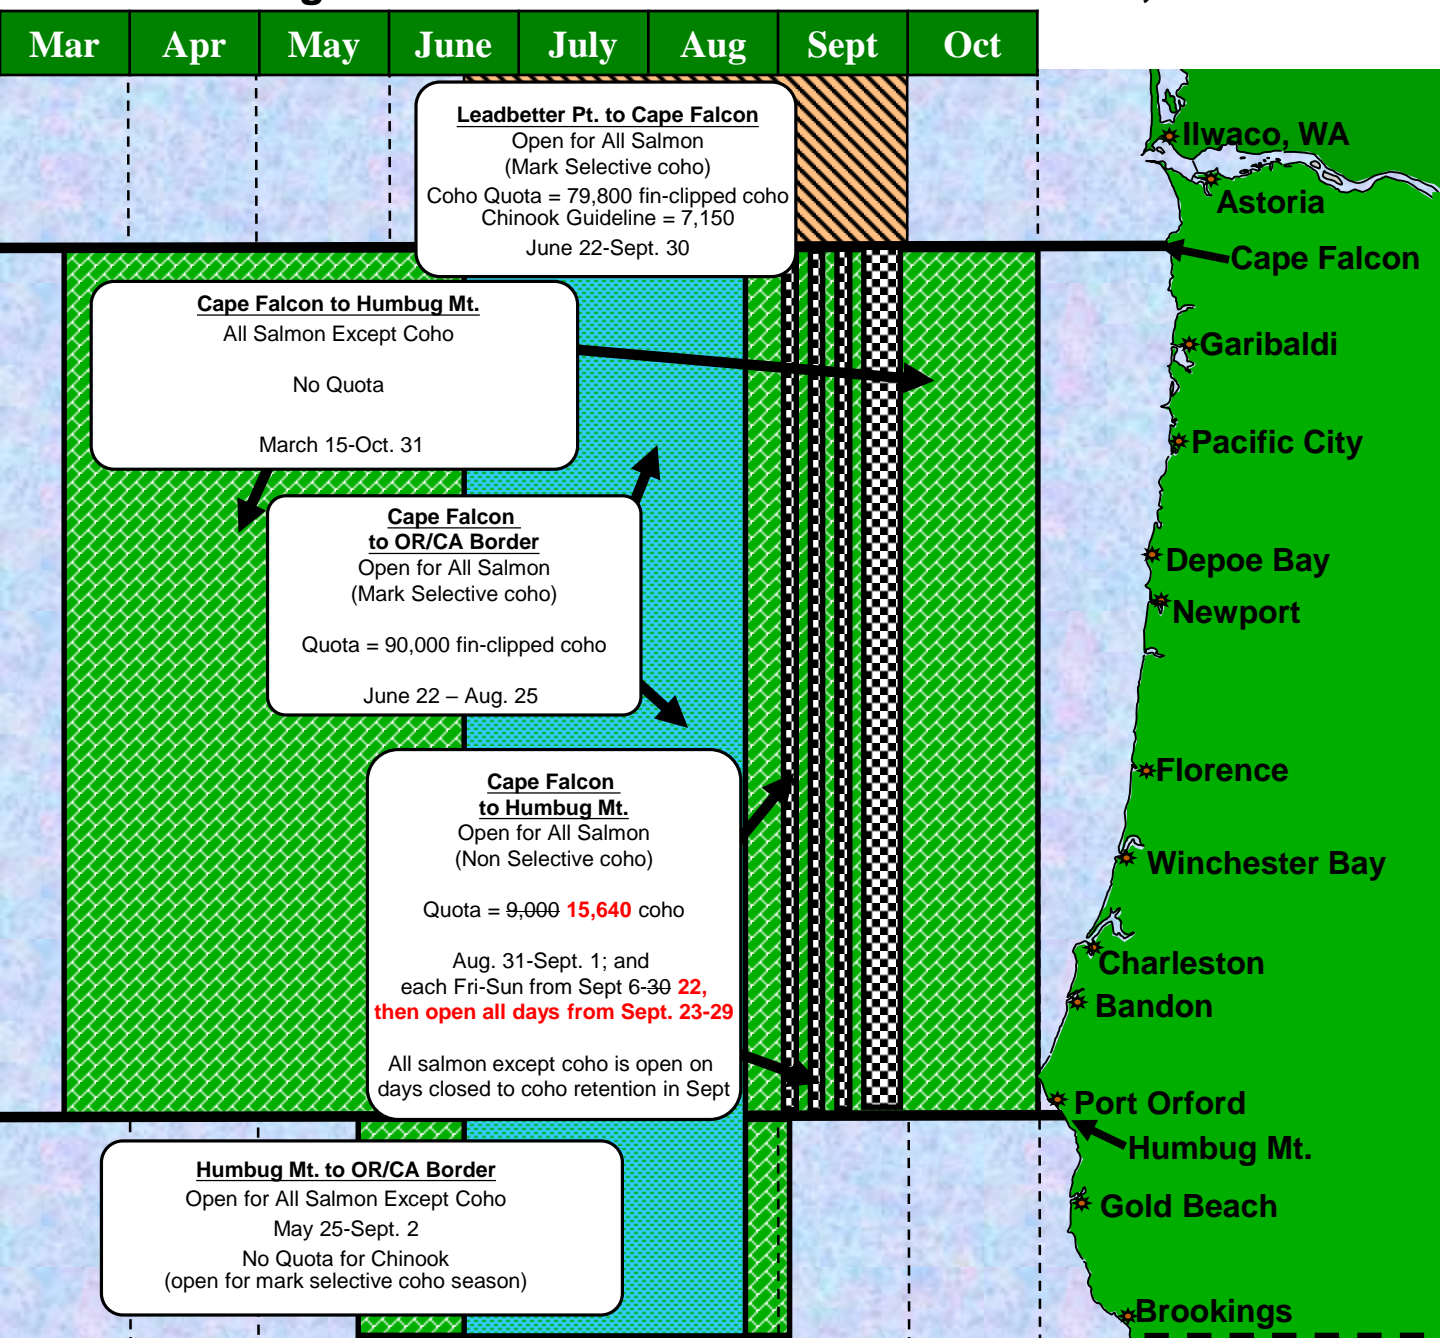 Mar Apr May June July Aug Sept Oct
Leadbetter Pt. to Cape Falcon
Open for All Salmon
(Mark Selective coho)
Coho Quota = 79,800 fin-clipped coho
Chinook Guideline = 7,150
June 22-Sept. 30
Cape Falcon to Humbug Mt.
All Salmon Except Coho
No Quota
March 15-Oct. 31
Cape Falcon
to OR/CA Border
Open for All Salmon
(Mark Selective coho)
Quota = 90,000 fin-clipped coho
June 22 – Aug. 25
Cape Falcon
to Humbug Mt.
Open for All Salmon
(Non Selective coho)
Quota = 9,000 15,640 coho
Aug. 31-Sept. 1; and
each Fri-Sun from Sept 6-30 22,
then open all days from Sept. 23-29
All salmon except coho is open on
days closed to coho retention in Sept
Humbug Mt. to OR/CA Border
Open for All Salmon Except Coho
May 25-Sept. 2
No Quota for Chinook
(open for mark selective coho season)
Ilwaco, WA
Astoria
Cape Falcon
Garibaldi
Pacific City
Depoe Bay
Newport
Florence
Winchester Bay
Charleston
Bandon
Port Orford
Humbug Mt.
Gold Beach
Brookings